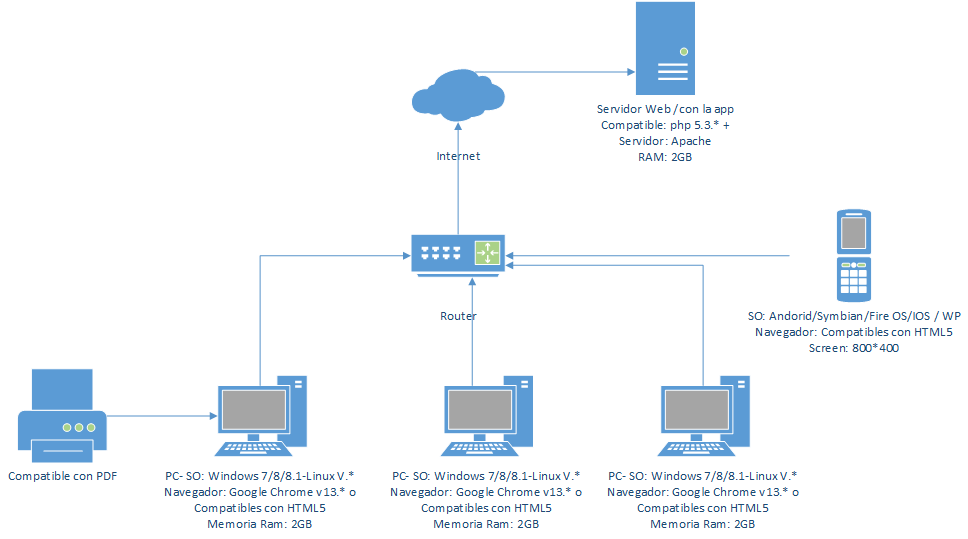 Servidor Web /con la app
Compatible: php 5.3.* +
Servidor: Apache
RAM: 2GB
Internet
Router
SO: Andorid/Symbian/Fire OS/IOS / WP
Navegador: Compatibles con HTML5
Screen: 800*400
Compatible con PDF
PC- SO: Windows 7/8/8.1-Linux V.*
Navegador: Google Chrome v13.* o
Compatibles con HTML5
Memoria Ram: 2GB
PC- SO: Windows 7/8/8.1-Linux V.*
Navegador: Google Chrome v13.* o
Compatibles con HTML5
Memoria Ram: 2GB
PC- SO: Windows 7/8/8.1-Linux V.*
Navegador: Google Chrome v13.* o
Compatibles con HTML5
Memoria Ram: 2GB